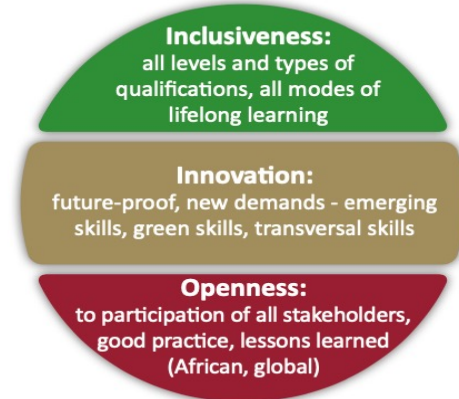 Inclusiveness:
all levels and types of
qualifications, all modes of
lifelong learning
Innovation:
future-proof, new demands - emerging
skills, green skills, transversal skills
Openness:
to participation of all stakeholders,
good practice, lessons learned
(African, global)